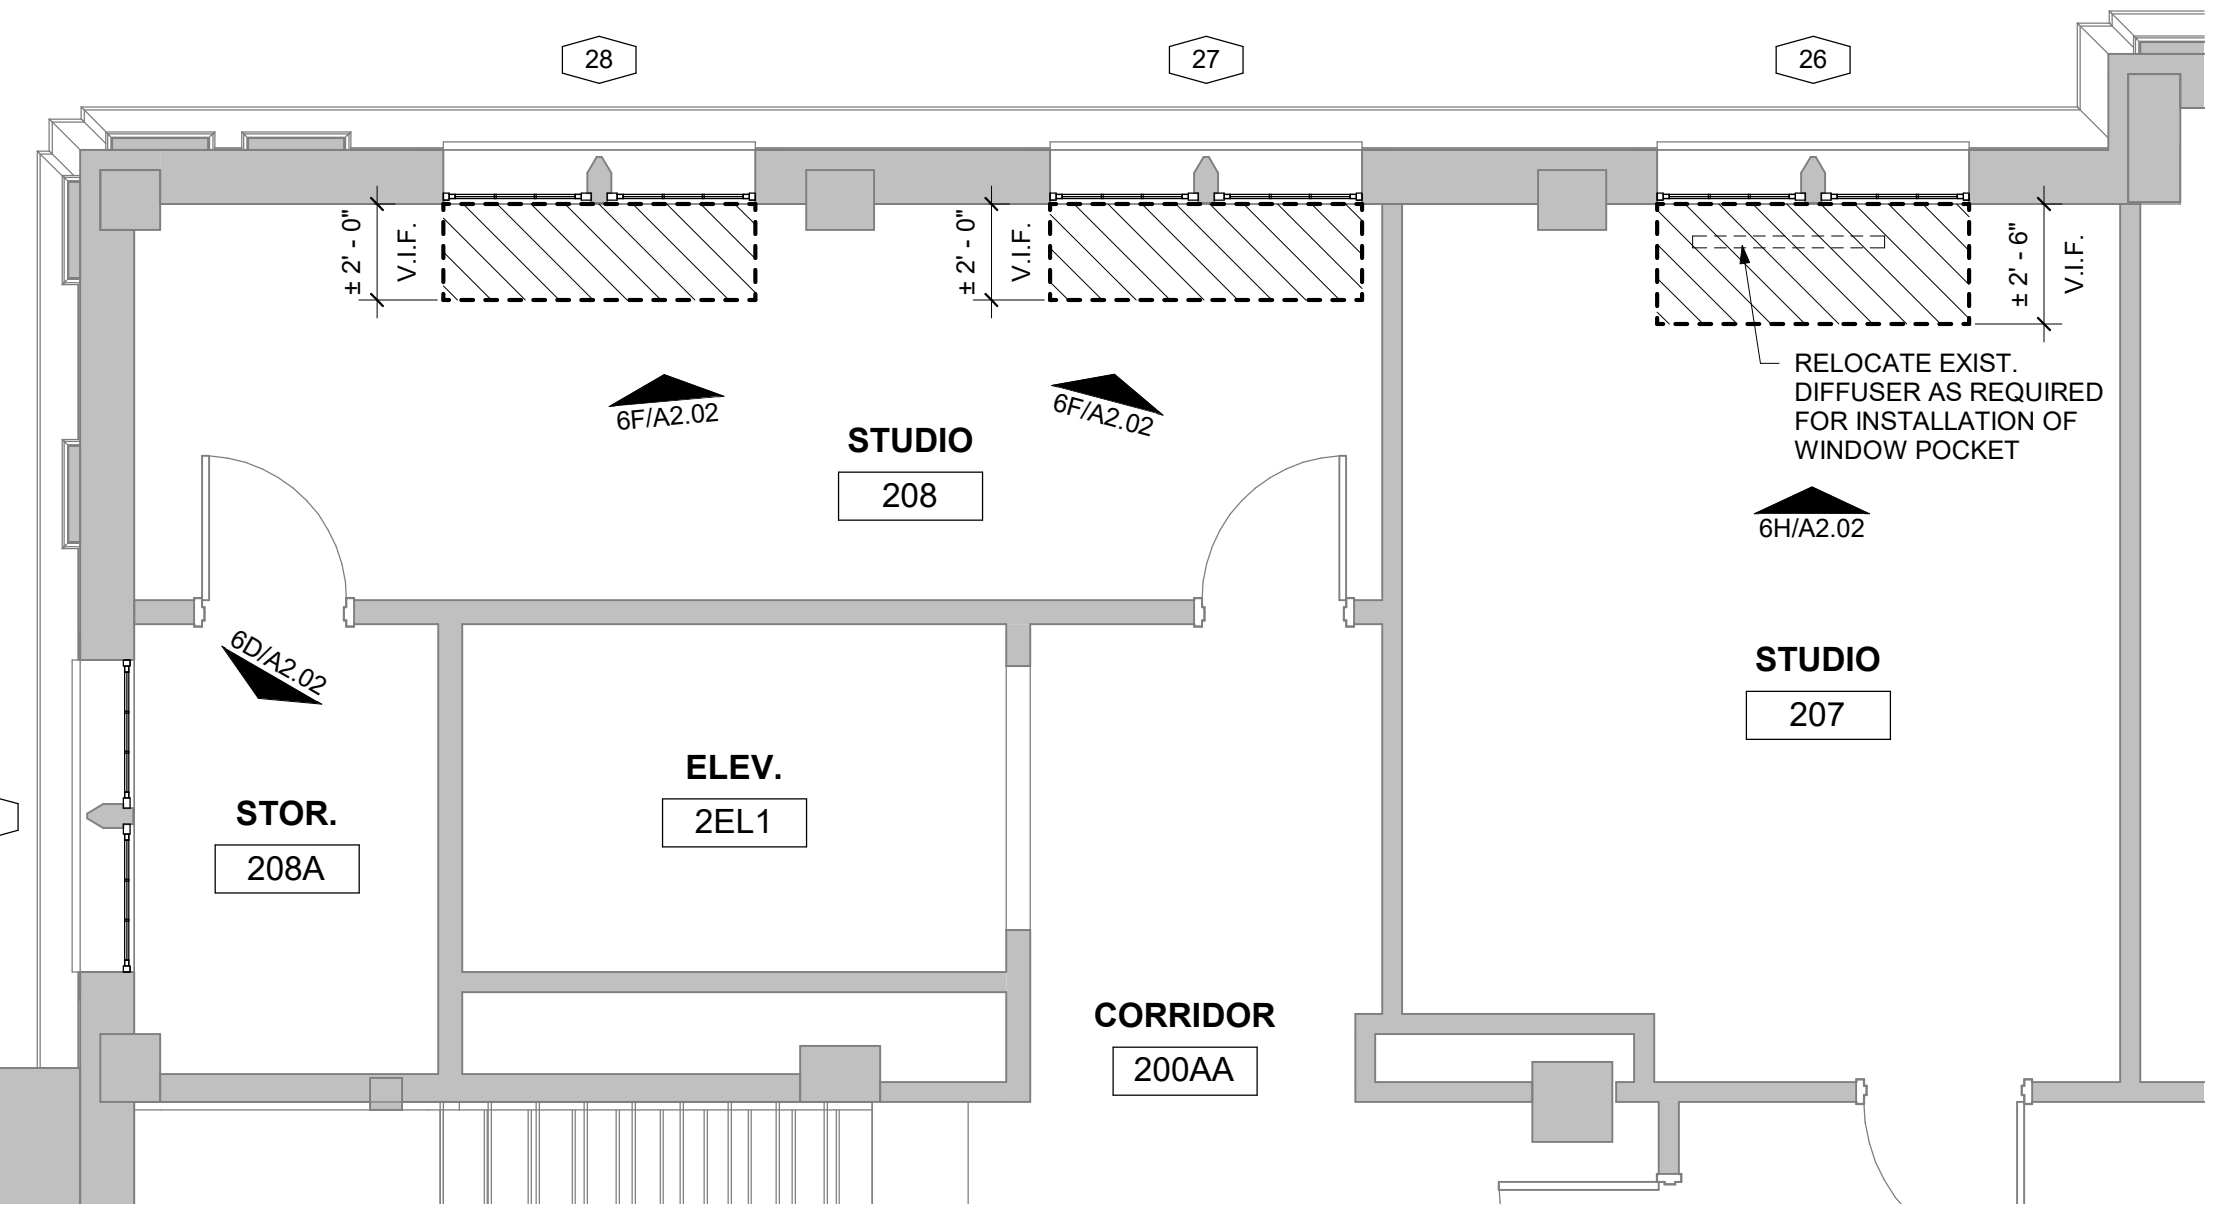 28
27
26
± 2' - 0"
V.I.F.
± 2' - 0"
V.I.F.
± 2' - 6"
V.I.F.
RELOCATE EXIST.
DIFFUSER AS REQUIRED
FOR INSTALLATION OF
WINDOW POCKET
6F/A2.02
6F/A2.02
STUDIO
208
6H/A2.02
6D/A2.02
STUDIO
207
ELEV.
2EL1
STOR.
208A
CORRIDOR
200AA